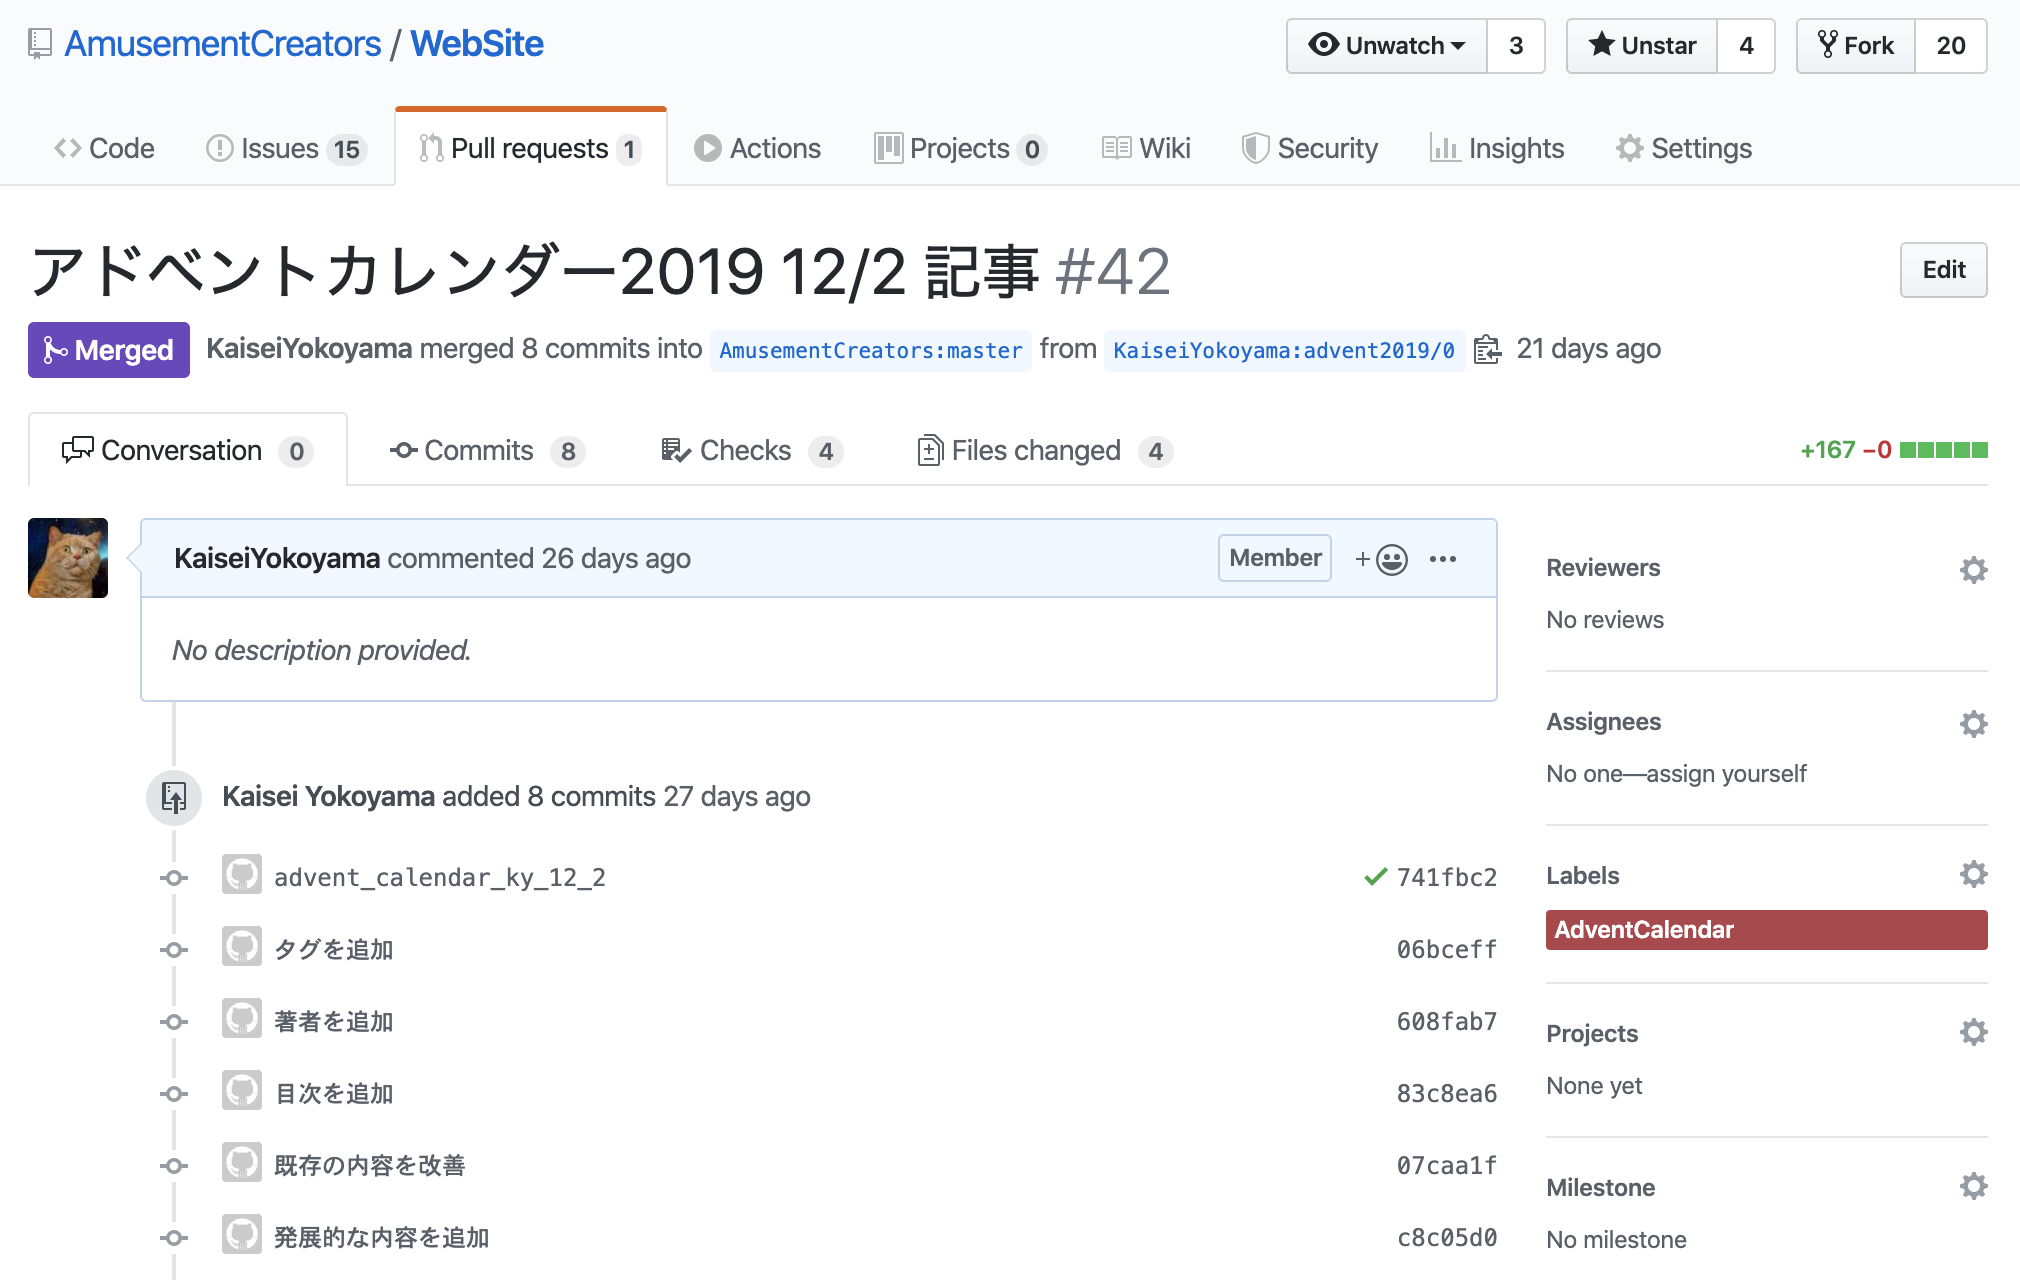 AmusementCreators / WebSite
Unwatch 3 Unstar 4 Fork 20
Code Issues 15 Pull requests 1 Actions Projects 0 Wiki Security Insights Settings
アドベントカレンダー2019 12/2 記事 #42
Edit
Merged KaiseiYokoyama merged 8 commits into AmusementCreators:master from KaiseiYokoyama:advent2019/0 21 days ago
Conversation 0 Commits 8 Checks 4 Files changed 4 +167 −0
KaiseiYokoyama commented 26 days ago Member
No description provided.
Kaisei Yokoyama added 8 commits 27 days ago
advent_calendar_ky_12_2 741fbc2
タグを追加 06bceff
著者を追加 608fab7
目次を追加 83c8ea6
既存の内容を改善 07caa1f
発展的な内容を追加 c8c05d0
Reviewers
No reviews
Assignees
No one—assign yourself
Labels
AdventCalendar
Projects
None yet
Milestone
No milestone